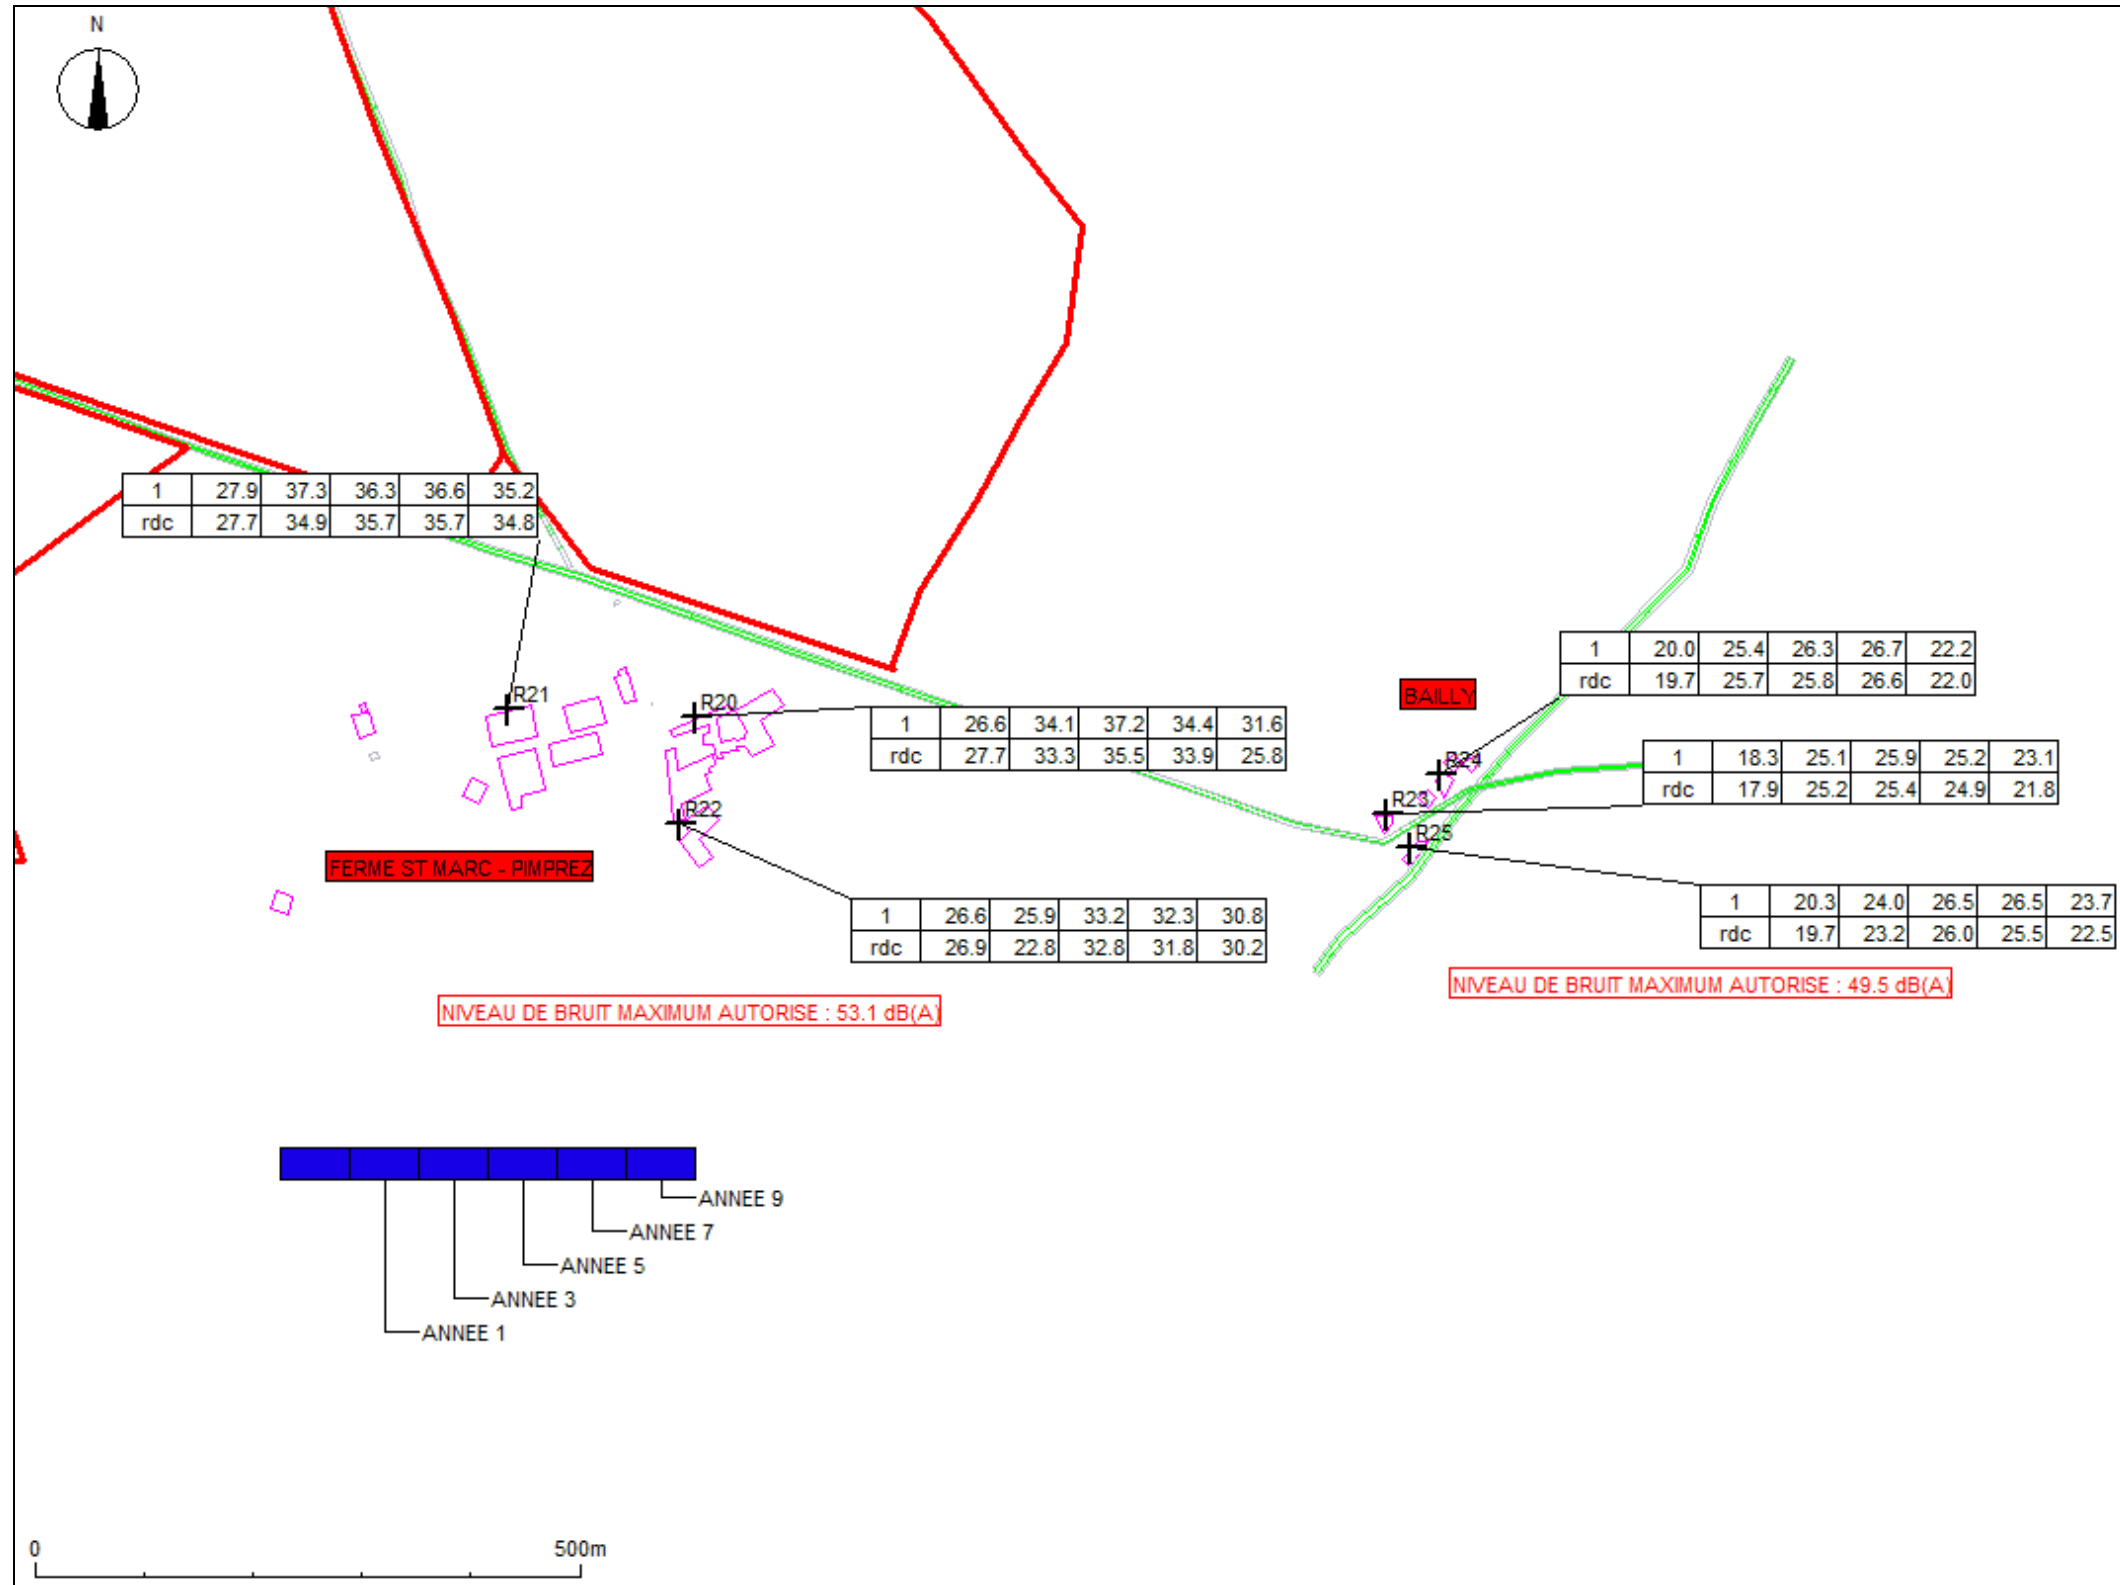 N
1 27.9 37.3 36.3 36.6 35.2
rdc 27.7 34.9 35.7 35.7 34.8
1 20.0 25.4 26.3 26.7 22.2
rdc 19.7 25.7 25.8 26.6 22.0
BAILLY
R21
R20
1 26.6 34.1 37.2 34.4 31.6
rdc 27.7 33.3 35.5 33.9 25.8
R24
1 18.3 25.1 25.9 25.2 23.1
rdc 17.9 25.2 25.4 24.9 21.8
R22
R23
R25
FERME ST MARC - PIMPREZ
1 26.6 25.9 33.2 32.3 30.8
rdc 26.9 22.8 32.8 31.8 30.2
1 20.3 24.0 26.5 26.5 23.7
rdc 19.7 23.2 26.0 25.5 22.5
NIVEAU DE BRUIT MAXIMUM AUTORISE : 49.5 dB(A)
NIVEAU DE BRUIT MAXIMUM AUTORISE : 53.1 dB(A)
ANNEE 9
ANNEE 7
ANNEE 5
ANNEE 3
ANNEE 1
0 500m